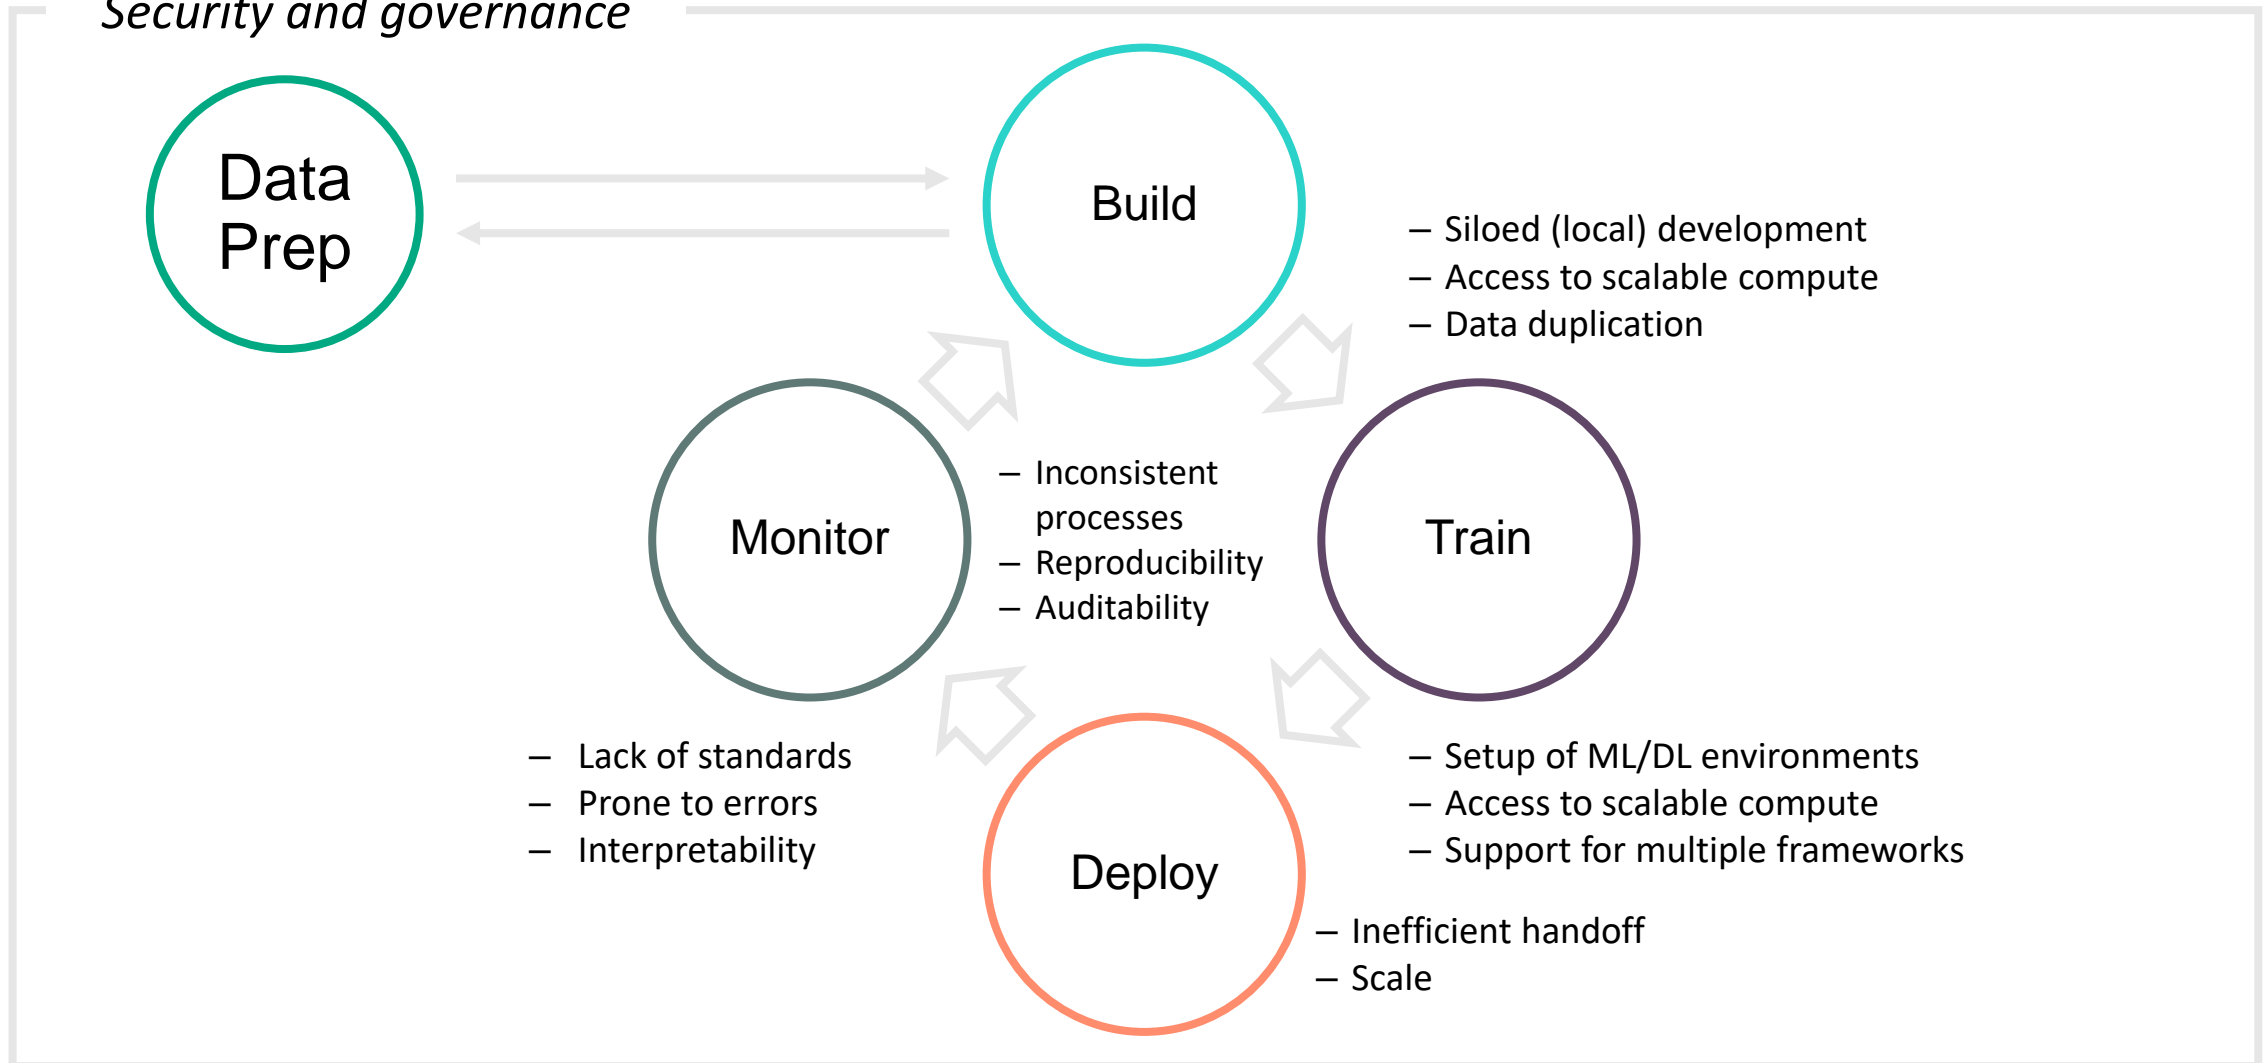 Security and governance
Data
Prep
Build
– Siloed (local) development
– Access to scalable compute
– Data duplication
Monitor
– Inconsistent
processes
– Reproducibility
– Auditability
Train
– Lack of standards
– Prone to errors
– Interpretability
– Setup of ML/DL environments
– Access to scalable compute
– Support for multiple frameworks
Deploy
– Inefficient handoff
– Scale